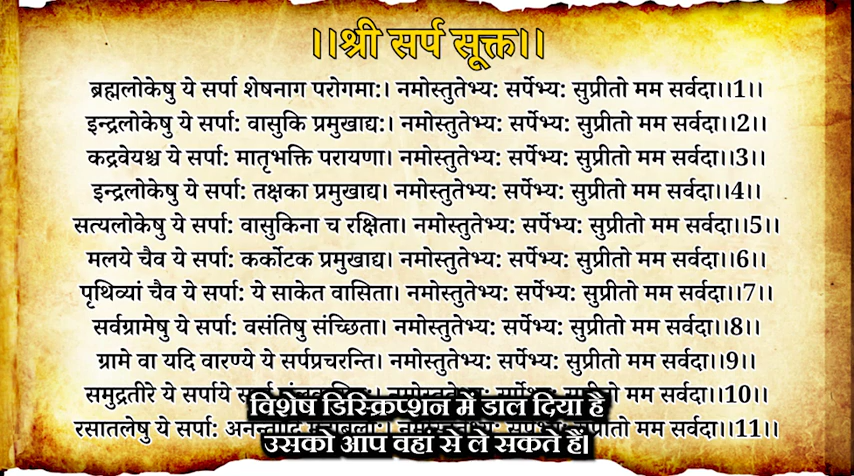 ।।श्री सर्प सूक्त।।
ब्रह्मलोकेषु ये सर्पा शेषनाग परोगमाः। नमोस्तुतेभ्यः सर्पेभ्यः सुप्रीतो मम सर्वदा।।1।।
इन्द्रलोकेषु ये सर्पाः वासुकि प्रमुखाद्यः। नमोस्तुतेभ्यः सर्पेभ्यः सुप्रीतो मम सर्वदा।।2।।
कद्रवेयश्च ये सर्पाः मातृभक्ति परायणा। नमोस्तुतेभ्यः सर्पेभ्यः सुप्रीतो मम सर्वदा।।3।।
इन्द्रलोकेषु ये सर्पाः तक्षका प्रमुखाद्य। नमोस्तुतेभ्यः सर्पेभ्यः सुप्रीतो मम सर्वदा।।4।।
सत्यलोकेषु ये सर्पाः वासुकिना च रक्षिता। नमोस्तुतेभ्यः सर्पेभ्यः सुप्रीतो मम सर्वदा।।5।।
मलये चैव ये सर्पाः कर्कोटक प्रमुखाद्य। नमोस्तुतेभ्यः सर्पेभ्यः सुप्रीतो मम सर्वदा।।6।।
पृथिव्यां चैव ये सर्पाः ये साकेत वासिता। नमोस्तुतेभ्यः सर्पेभ्यः सुप्रीतो मम सर्वदा।।7।।
सर्वग्रामेषु ये सर्पाः वसंतिषु संच्छिता। नमोस्तुतेभ्यः सर्पेभ्यः सुप्रीतो मम सर्वदा।।8।।
ग्रामे वा यदि वारण्ये ये सर्पप्रचरन्ति। नमोस्तुतेभ्यः सर्पेभ्यः सुप्रीतो मम सर्वदा।।9।।
समुद्रतीरे ये सर्पाये मम सर्वदा।।10।।
रसातलेषु ये सर्पाः मम सर्वदा।।11।।
विशेष डिस्क्रिप्शन में डाल दिया है
उसको आप वहा से ले सकते हैं।